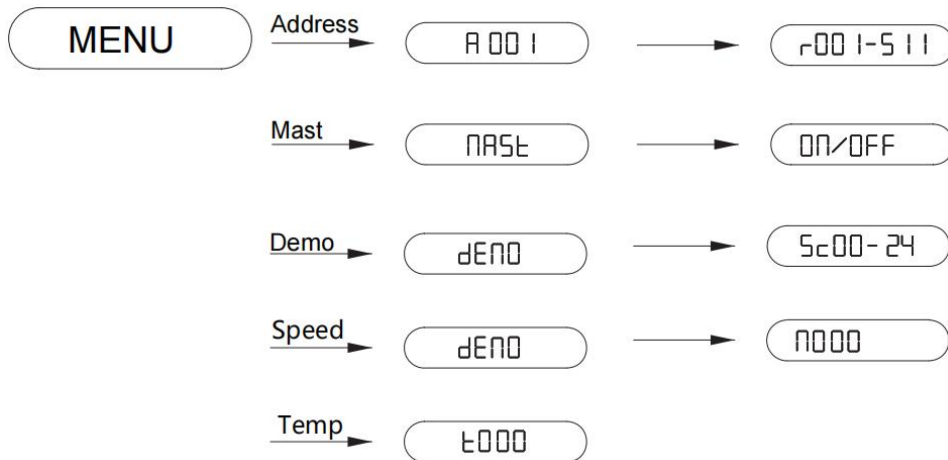 MENU Address A001 r001-511
Mast MASt ON/OFF
Demo dEMO Sc00-24
Speed dEMO M000
Temp t000